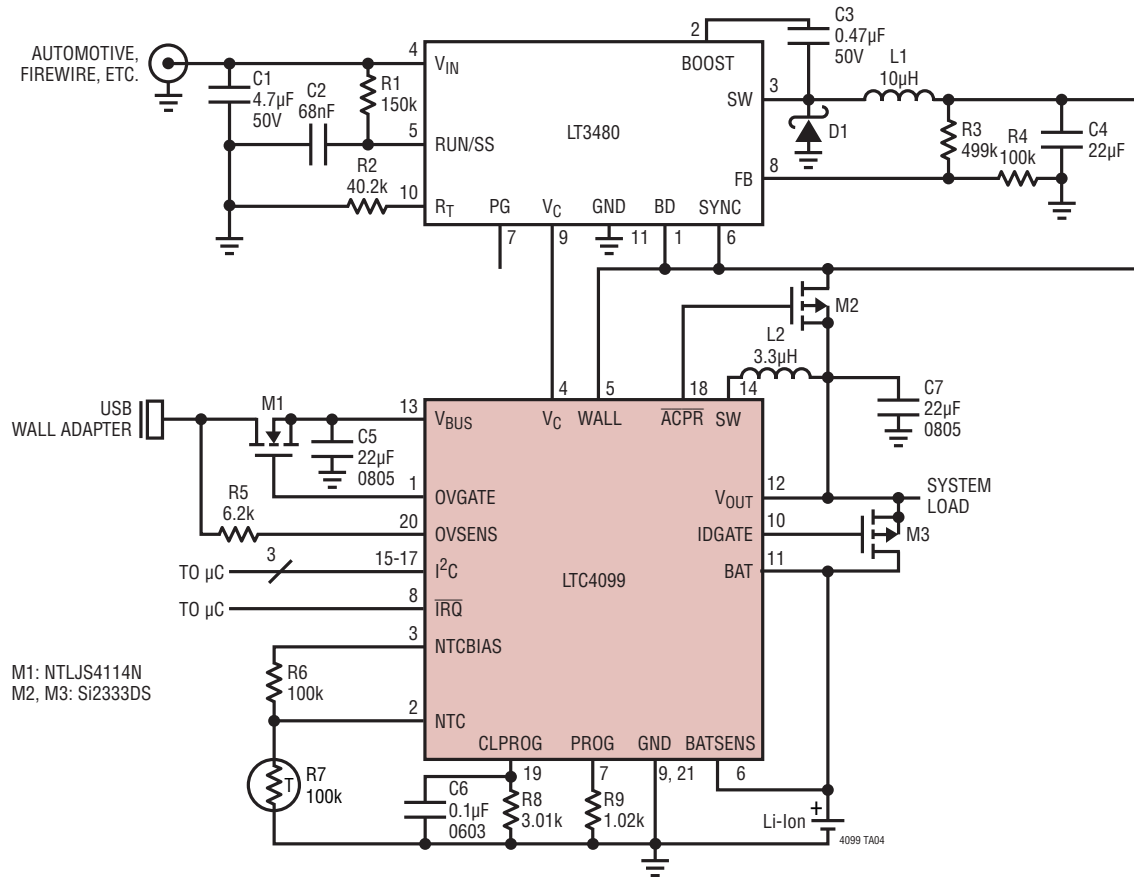 AUTOMOTIVE,
FIREWIRE, ETC.
C1
4.7µF
50V
C2
68nF
R1
150k
R2
40.2k
4
VIN
5
RUN/SS
10
RT
LT3480
2
BOOST
3
SW
8
FB
PG
VC
GND
BD
SYNC
7
9
11
1
6
C3
0.47µF
50V
L1
10µH
D1
R3
499k
R4
100k
C4
22µF
M2
L2
3.3µH
C7
22µF
0805
USB
WALL ADAPTER
M1
C5
22µF
0805
R5
6.2k
3
TO µC
TO µC
4
5
18
14
VC
WALL
ACPR
SW
13
VBUS
1
OVGATE
20
OVSENS
15-17
I2C
8
IRQ
3
NTCBIAS
2
NTC
LTC4099
12
VOUT
10
IDGATE
11
BAT
SYSTEM
LOAD
M3
M1: NTLJS4114N
M2, M3: Si2333DS
R6
100k
T
R7
100k
CLPROG
PROG
GND
BATSENS
19
7
9, 21
6
C6
0.1µF
0603
R8
3.01k
R9
1.02k
Li-Ion
+
4099 TA04